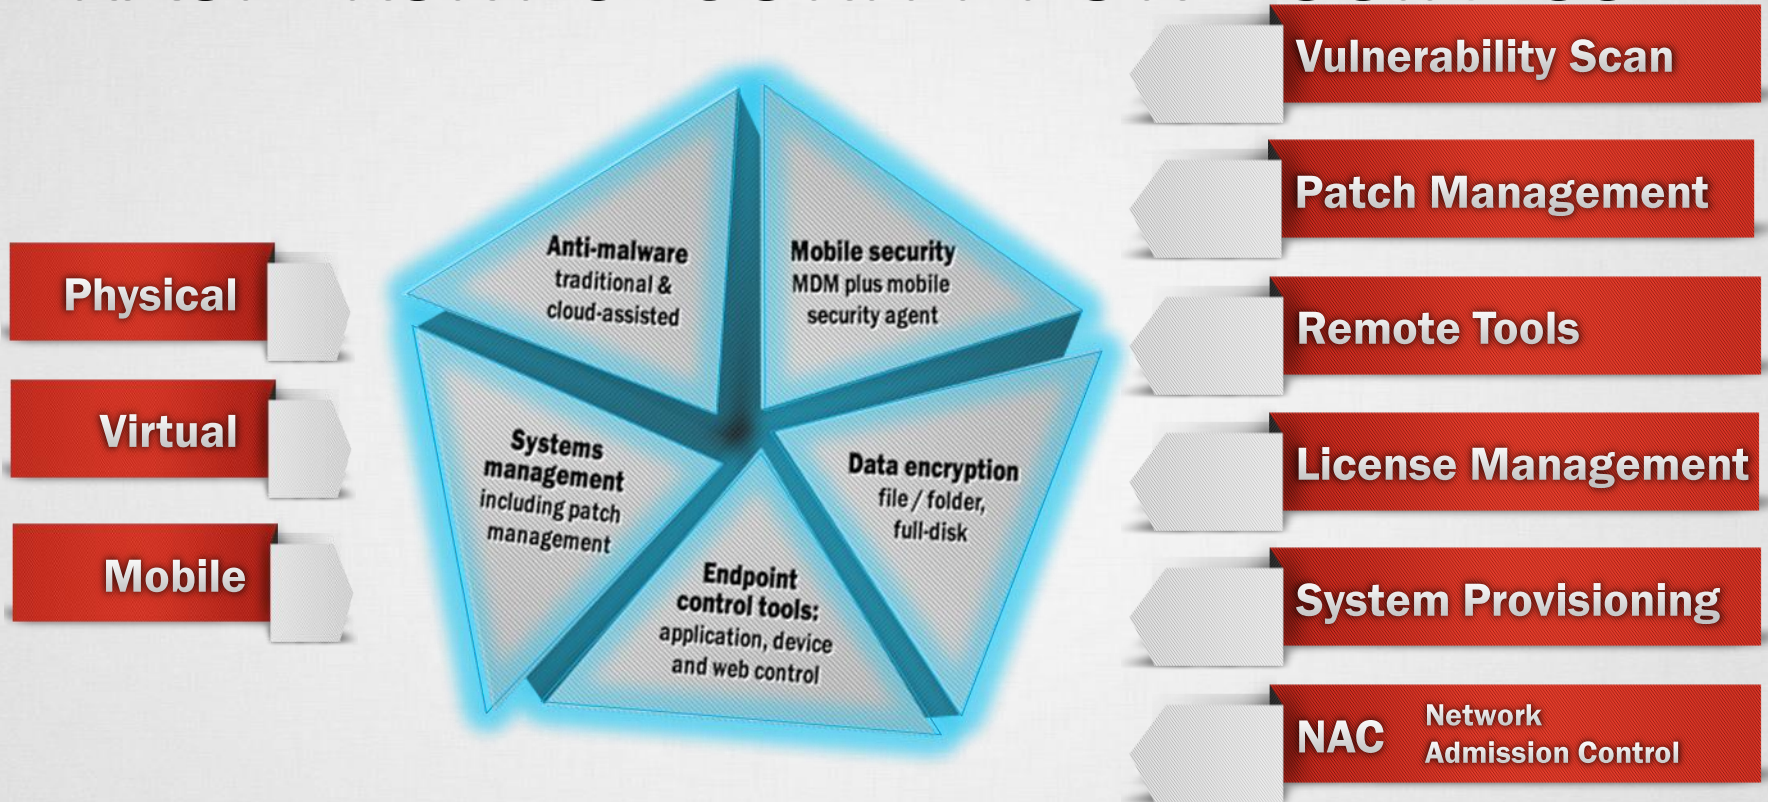 Physical
Virtual
Mobile
Anti-malware
traditional &
cloud-assisted
Mobile security
MDM plus mobile
security agent
Systems
management
including patch
management
Data encryption
file / folder,
full-disk
Endpoint
control tools:
application, device
and web control
Vulnerability Scan
Patch Management
Remote Tools
License Management
System Provisioning
NAC
Network
Admission Control